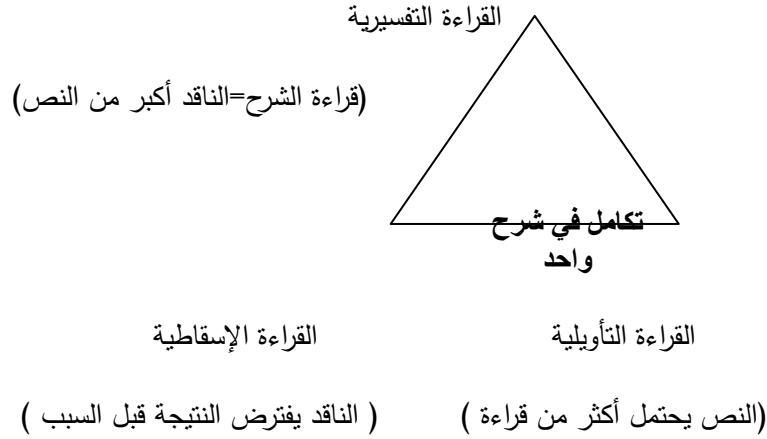 القراءة التفسيرية
(قراءة الشرح=الناقد أكبر من النص)
تكامل في شرح
واحد
القراءة التأويلية
القراءة الإسقاطية
(النص يحتمل أكثر من قراءة )
( الناقد يفترض النتيجة قبل السبب )